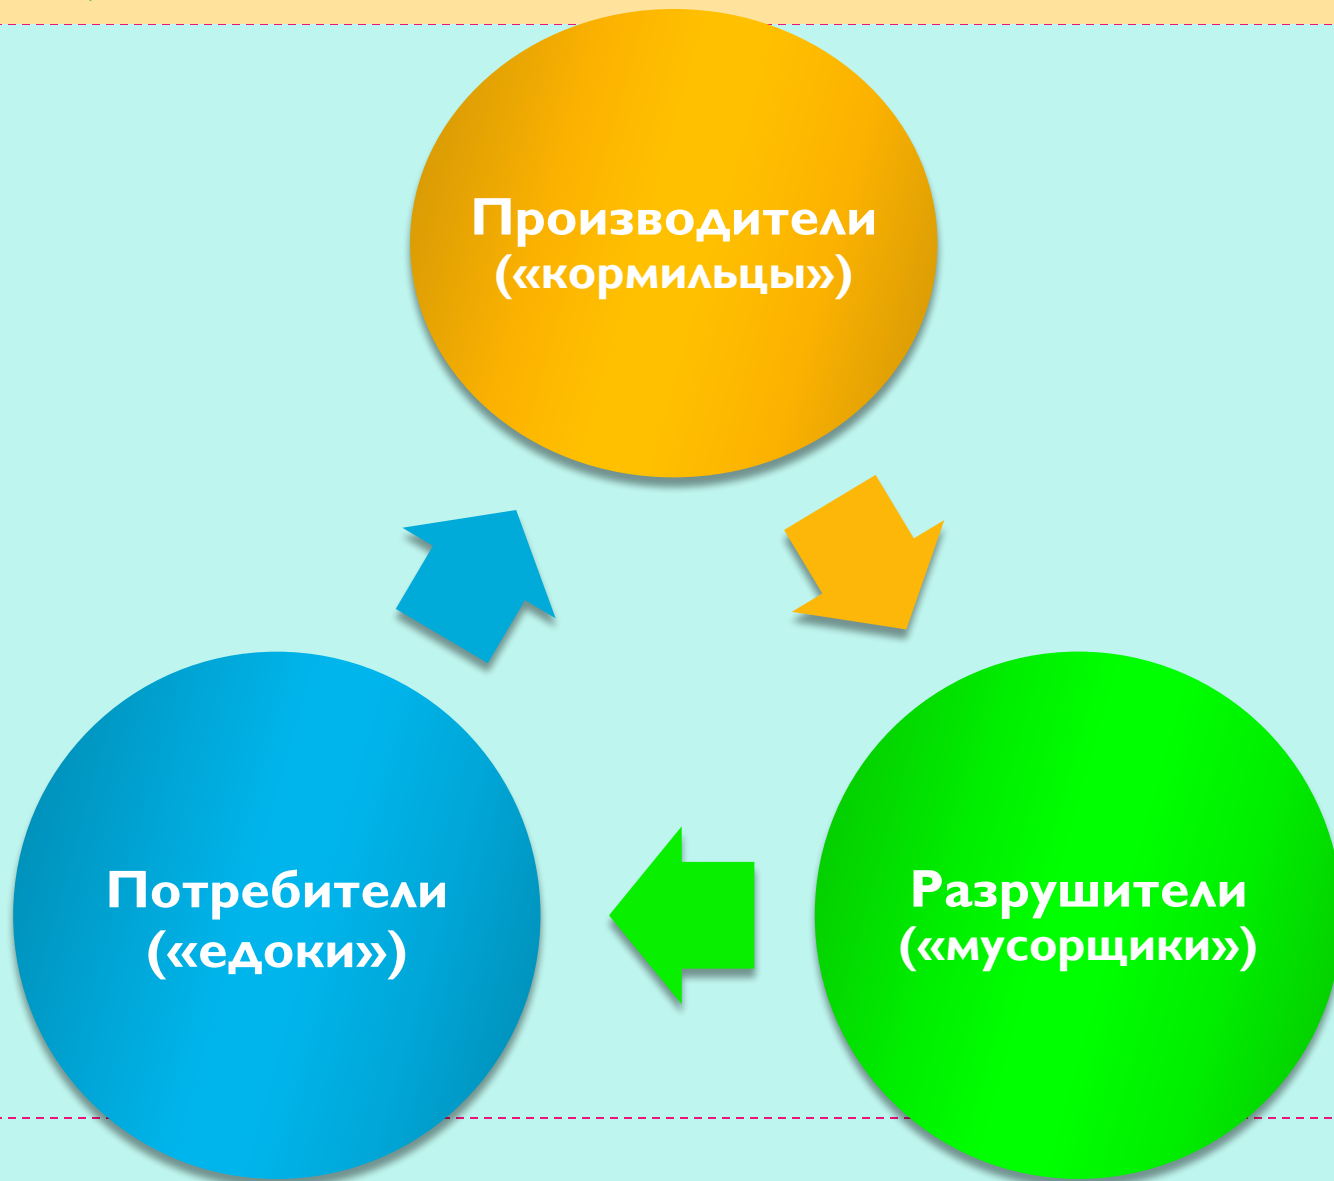 Производители
(«кормильцы»)
Потребители
(«едоки»)
Разрушители
(«мусорщики»)